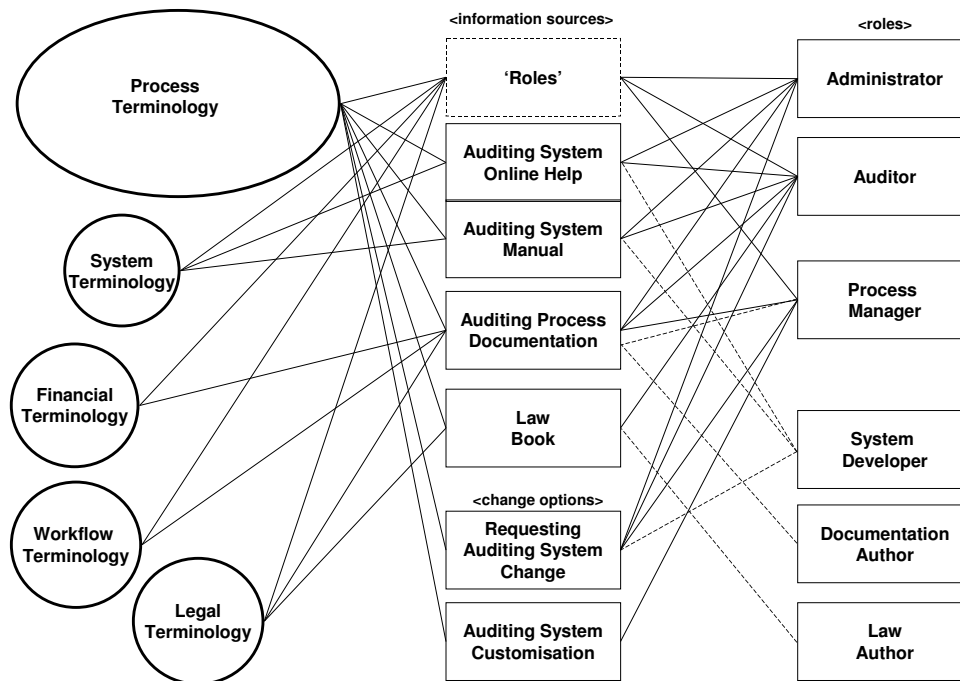 <information sources>
<roles>
Process
Terminology
‘Roles’
Administrator
Auditing System
Online Help
Auditor
Auditing System
Manual
System
Terminology
Process
Manager
Auditing Process
Documentation
Financial
Terminology
Law
Book
System
Developer
<change options>
Workflow
Terminology
Requesting
Auditing System
Change
Documentation
Author
Legal
Terminology
Auditing System
Customisation
Law
Author